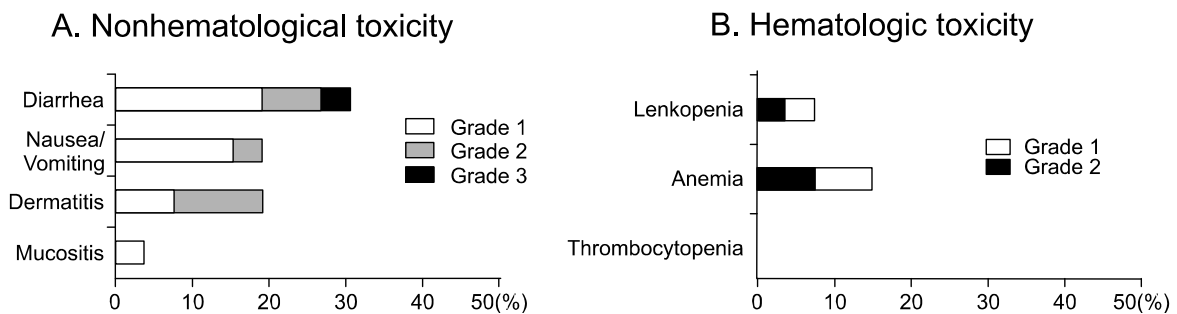 A. Nonhematological toxicity
Diarrhea
Nausea/
Vomiting
Dermatitis
Mucositis
Grade 1
Grade 2
Grade 3
0 10 20 30 40 50(%)
B. Hematologic toxicity
Lenkopenia
Anemia
Thrombocytopenia
Grade 1
Grade 2
0 10 20 30 40 50(%)